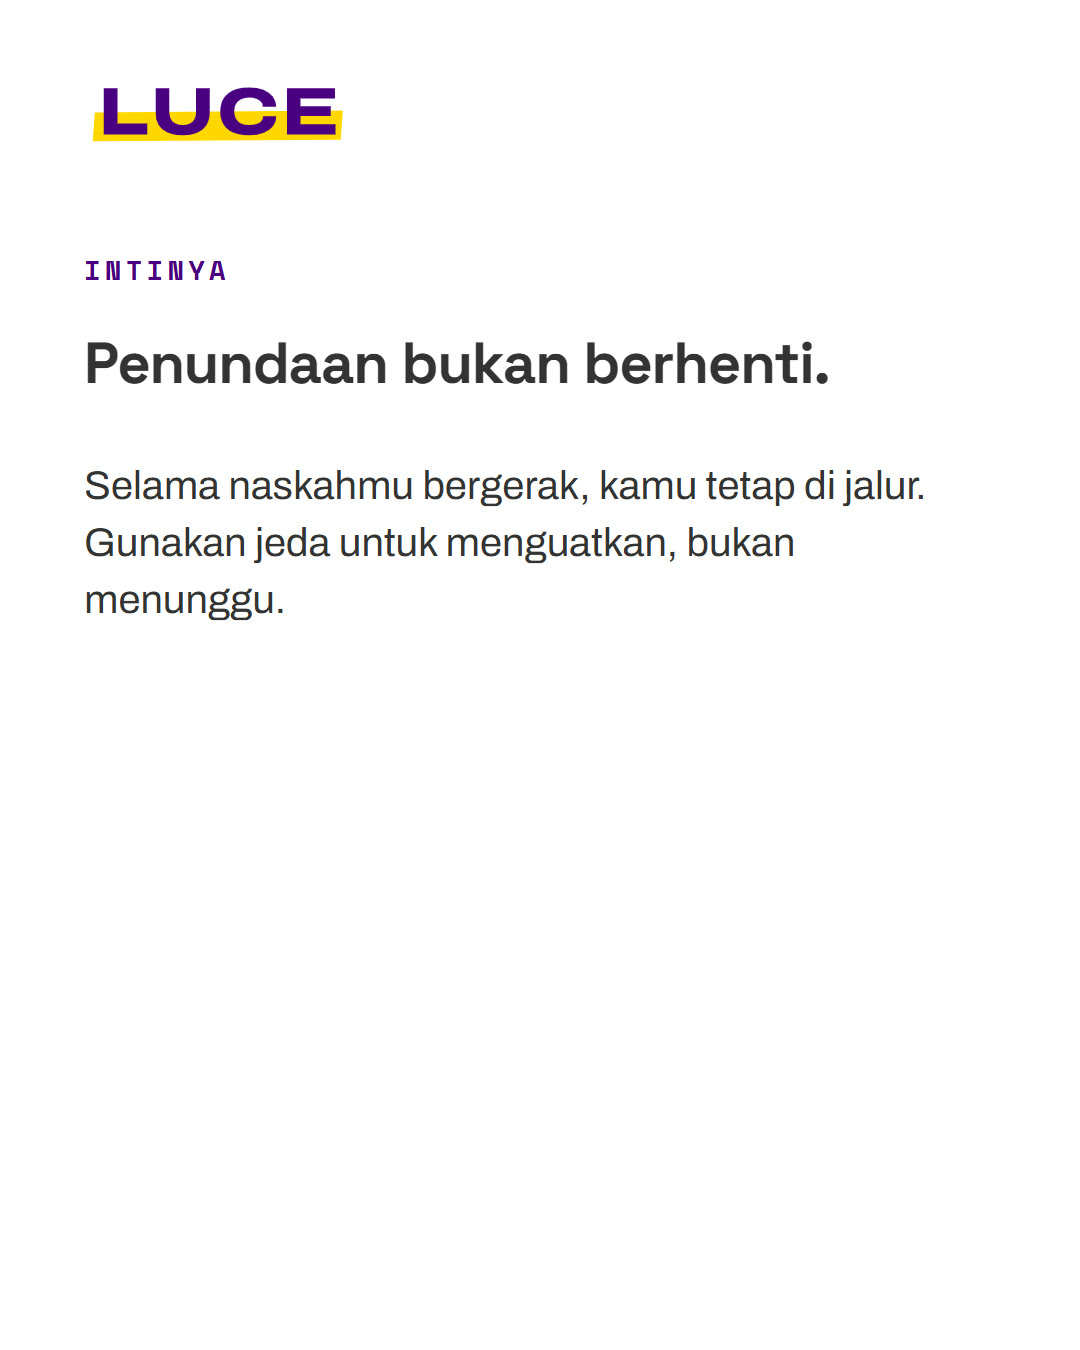 LUCE
INTINYA
Penundaan bukan berhenti.
Selama naskahmu bergerak, kamu tetap di jalur.
Gunakan jeda untuk menguatkan, bukan
menunggu.